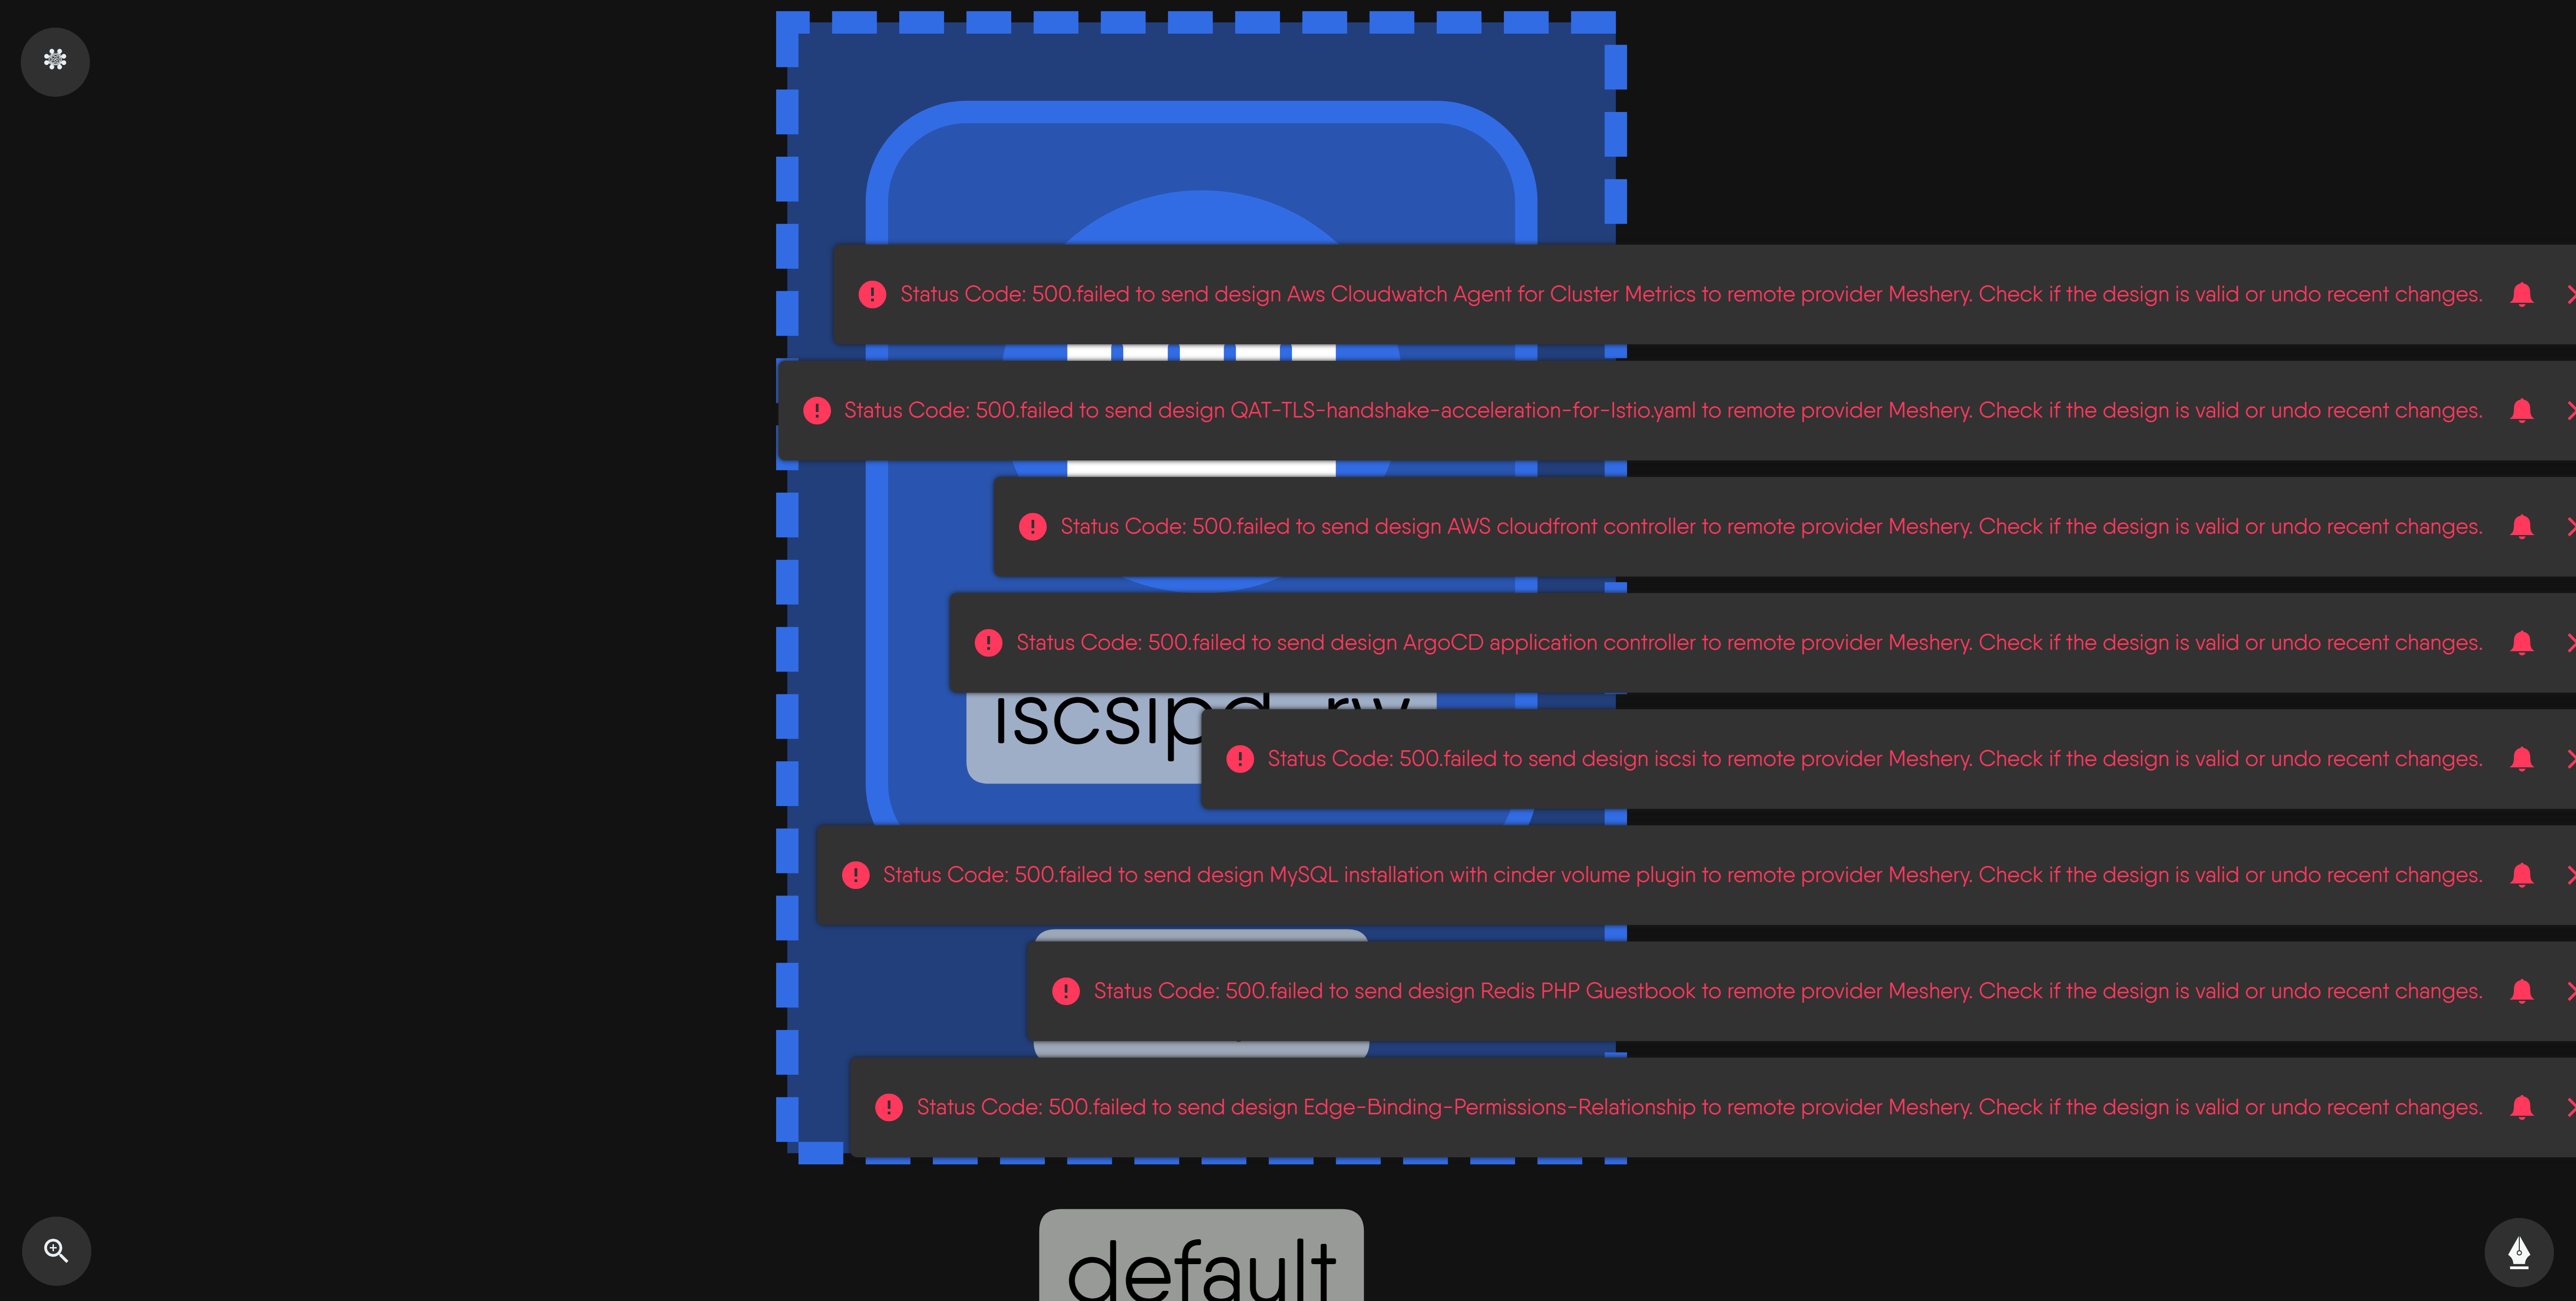 Status Code: 500.failed to send design Aws Cloudwatch Agent for Cluster Metrics to remote provider Meshery. Check if the design is valid or undo recent changes.
Status Code: 500.failed to send design QAT-TLS-handshake-acceleration-for-Istio.yaml to remote provider Meshery. Check if the design is valid or undo recent changes.
Status Code: 500.failed to send design AWS cloudfront controller to remote provider Meshery. Check if the design is valid or undo recent changes.
Status Code: 500.failed to send design ArgoCD application controller to remote provider Meshery. Check if the design is valid or undo recent changes.
Status Code: 500.failed to send design iscsi to remote provider Meshery. Check if the design is valid or undo recent changes.
Status Code: 500.failed to send design MySQL installation with cinder volume plugin to remote provider Meshery. Check if the design is valid or undo recent changes.
Status Code: 500.failed to send design Redis PHP Guestbook to remote provider Meshery. Check if the design is valid or undo recent changes.
Status Code: 500.failed to send design Edge-Binding-Permissions-Relationship to remote provider Meshery. Check if the design is valid or undo recent changes.
default